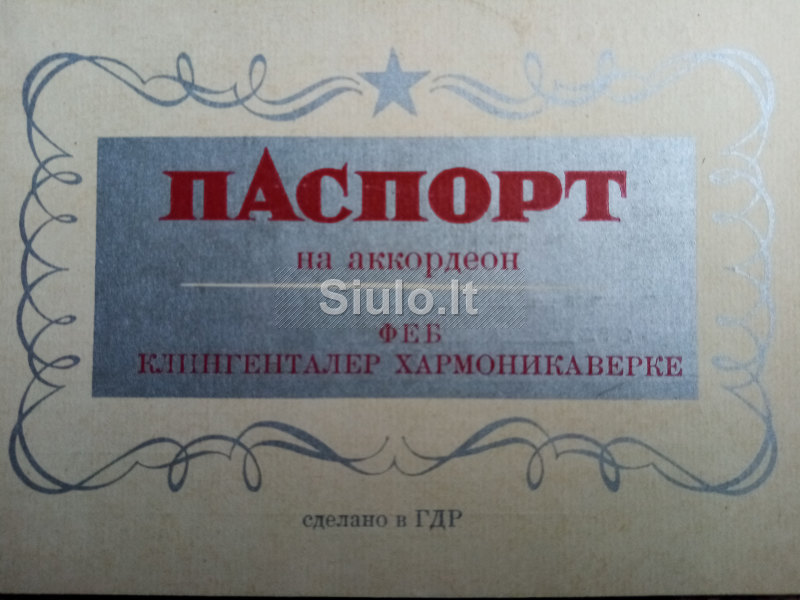 ПАСПОРТ
на аккордеон
Siulo.lt
ФЕБ
КЛИНГЕНТАЛЕР ХАРМОНИКАВЕРКЕ
сделано в ГДР